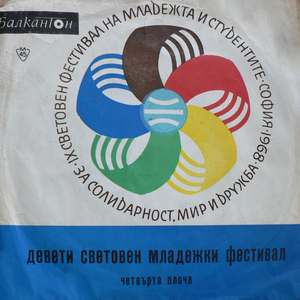 Балкантон
45
IX СВЕТОВЕН ФЕСТИВАЛ НА МЛАДЕЖТА И СТУДЕНТИТЕ · СОФИЯ 1968 ·
ЗА СОЛИДАРНОСТ, МИР И ДРУЖБА ·
ДЕВЕТИ СВЕТОВЕН МЛАДЕЖКИ ФЕСТИВАЛ
ЧЕТВЪРТА ПЛОЧА